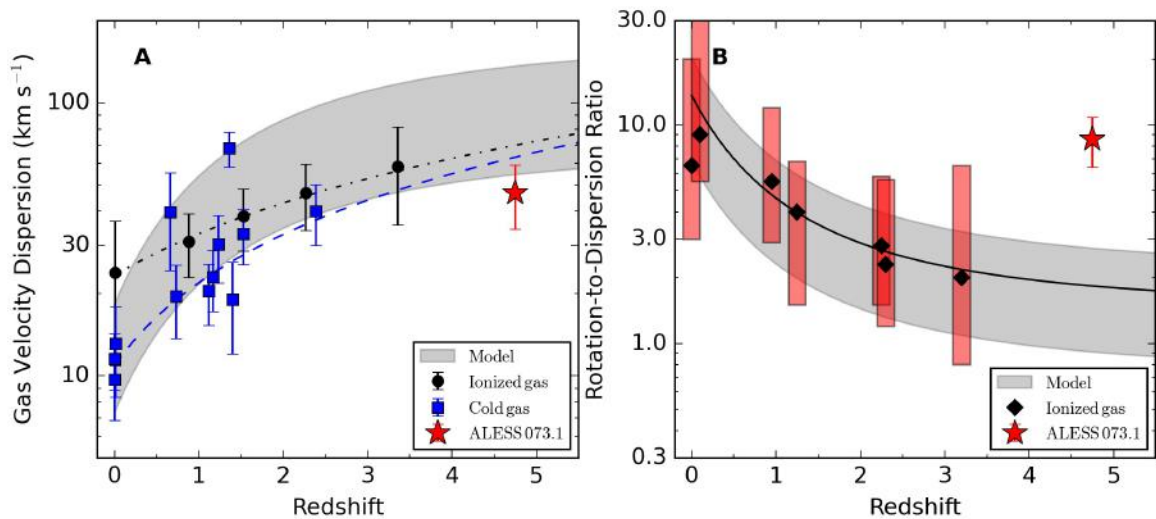 A
Gas Velocity Dispersion (km s⁻¹)
100
30
10
0 1 2 3 4 5
Redshift
Model
Ionized gas
Cold gas
ALESS 073.1
B
Rotation-to-Dispersion Ratio
30.0
10.0
3.0
1.0
0.3
0 1 2 3 4 5
Redshift
Model
Ionized gas
ALESS 073.1